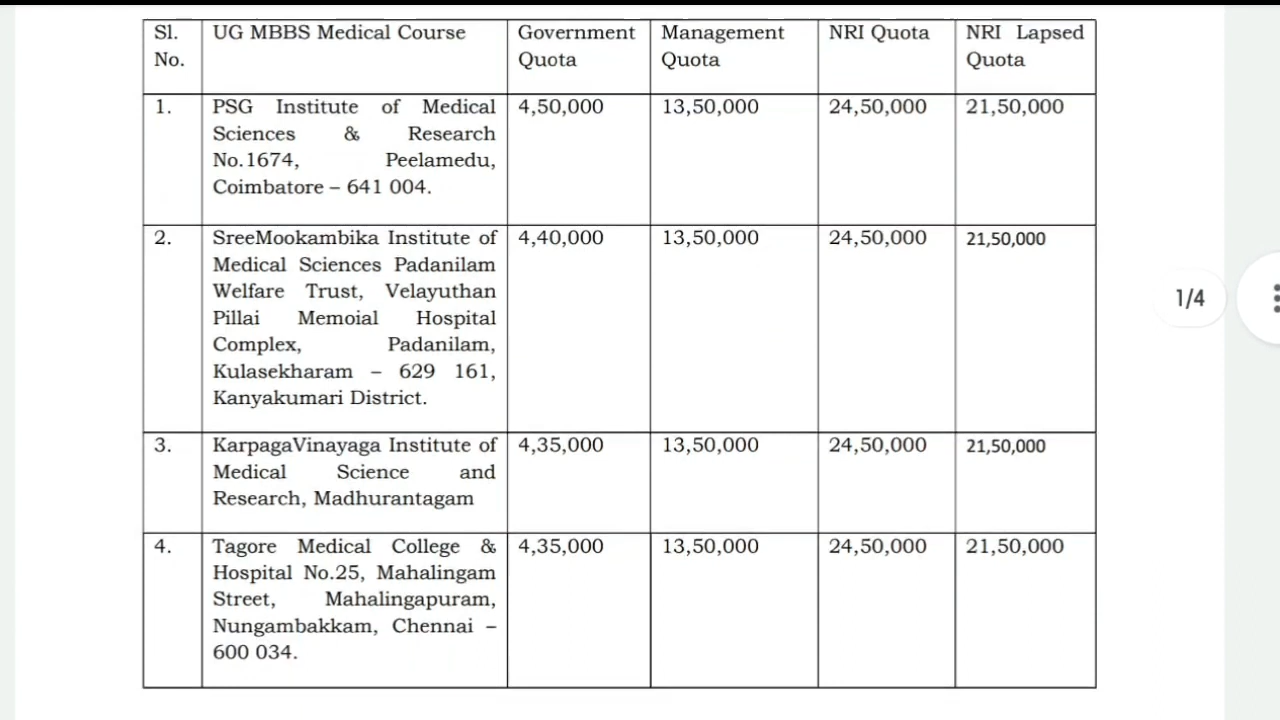 Sl. No. UG MBBS Medical Course Government Quota Management Quota NRI Quota NRI Lapsed Quota
1. PSG Institute of Medical 4,50,000 13,50,000 24,50,000 21,50,000
Sciences & Research
No.1674, Peelamedu,
Coimbatore – 641 004.
2. SreeMookambika Institute of 4,40,000 13,50,000 24,50,000 21,50,000
Medical Sciences Padanilam
Welfare Trust, Velayuthan
Pillai Memoial Hospital
Complex, Padanilam,
Kulasekharam – 629 161,
Kanyakumari District.
1/4
3. KarpagaVinayaga Institute of 4,35,000 13,50,000 24,50,000 21,50,000
Medical Science and
Research, Madhurantagam
4. Tagore Medical College & 4,35,000 13,50,000 24,50,000 21,50,000
Hospital No.25, Mahalingam
Street, Mahalingapuram,
Nungambakkam, Chennai –
600 034.